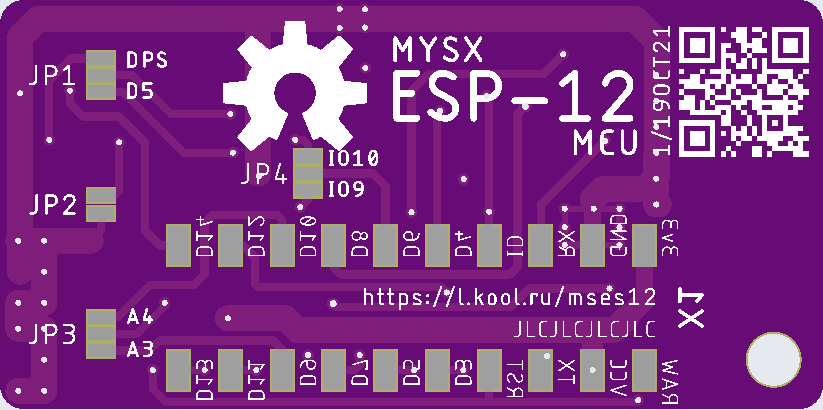 JP1
DPS
D5
MYSX
ESP-12
MEU
1/19OCT21
JP4
IO10
IO9
JP2
D14 D12 D10 D8 D6 D4 ID RX GND 3V3
https://l.kool.ru/mses12
XJ
JLCJLCJLCJLC
JP3
A4
A3
D13 D11 D9 D7 D5 D3 RST TX VCC RAW